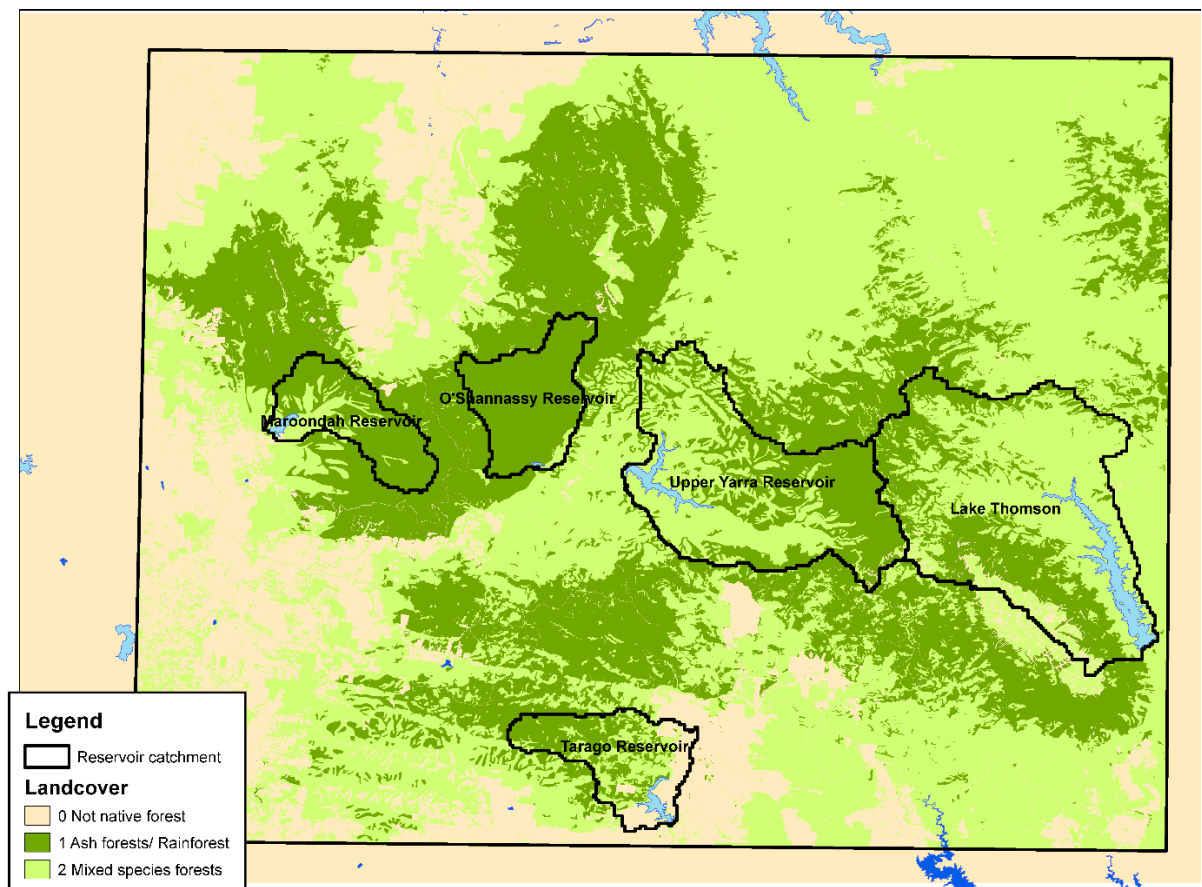 O'Shannassy Reservoir
Maroondah Reservoir
Upper Yarra Reservoir
Lake Thomson
Tarago Reservoir
Legend
Reservoir catchment
Landcover
0 Not native forest
1 Ash forests/ Rainforest
2 Mixed species forests